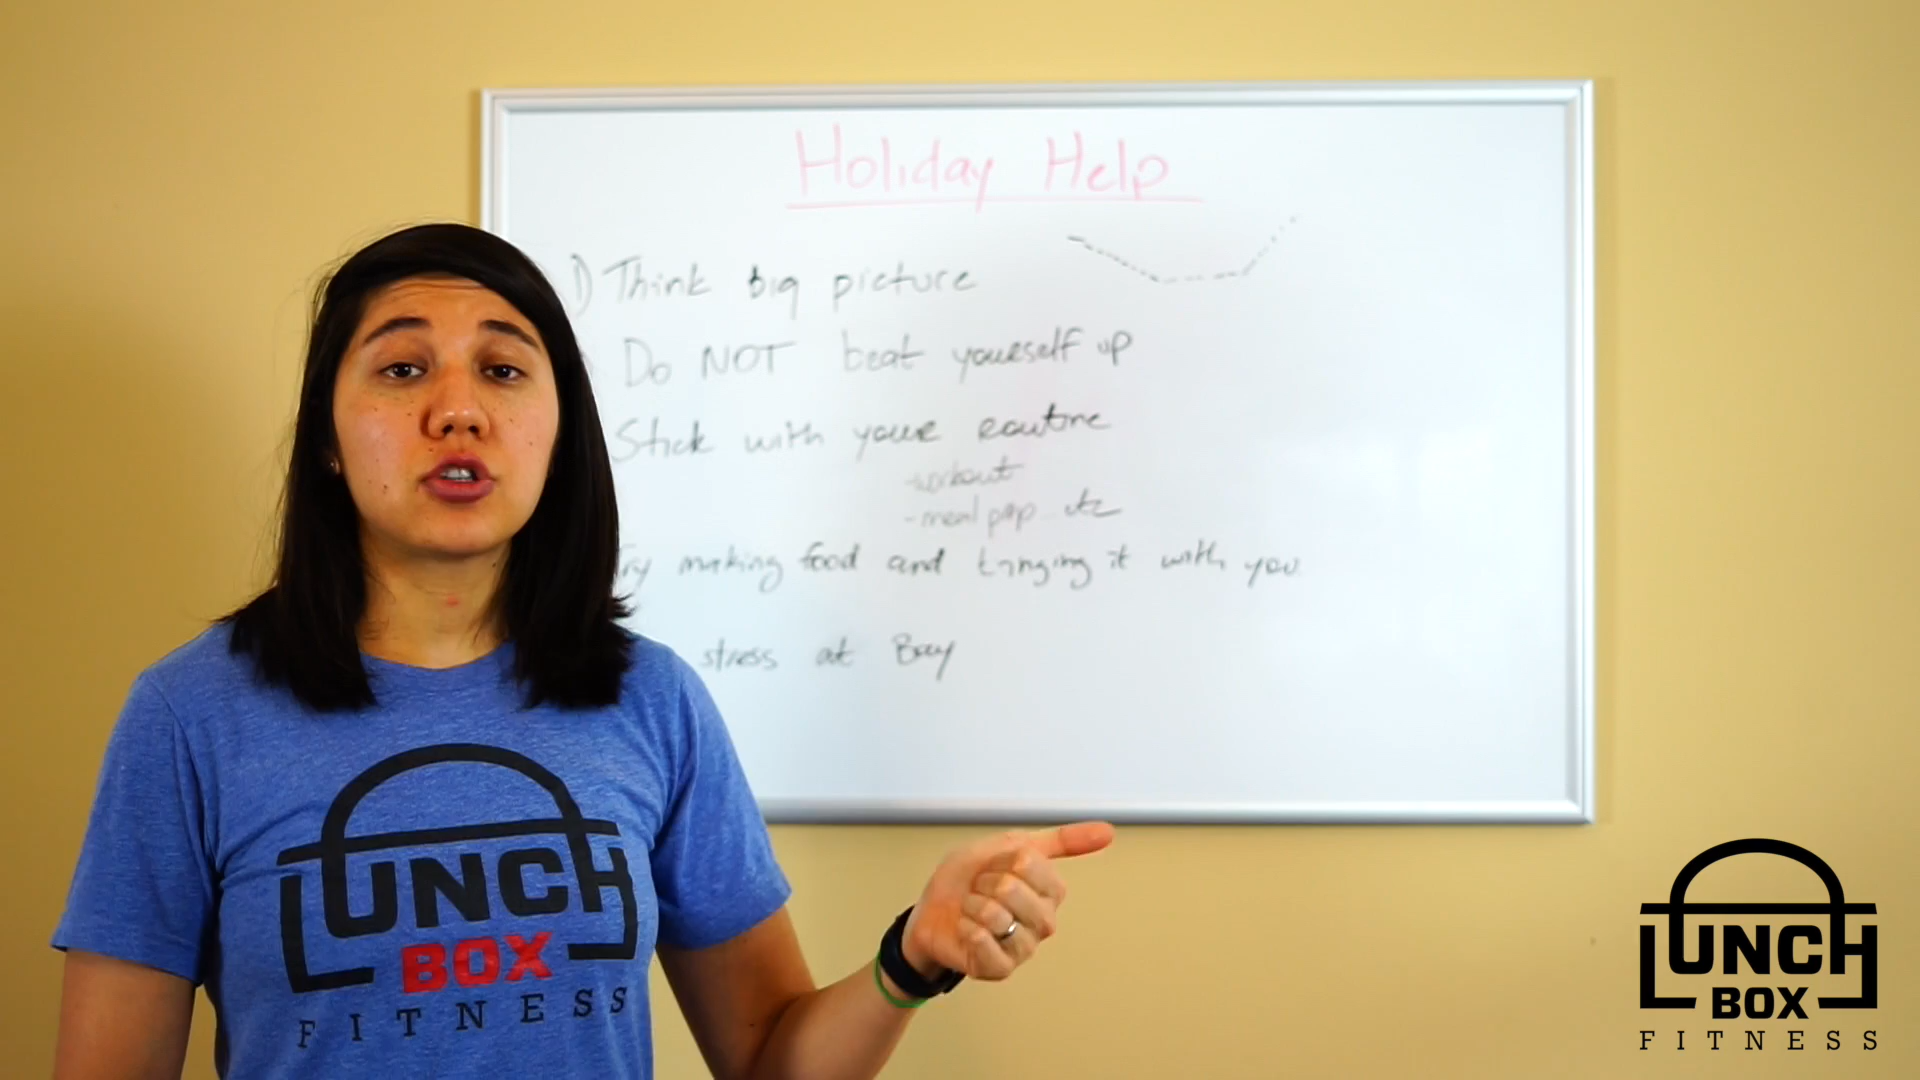 Holiday Help
1) Think big picture
Do NOT beat yourself up
Stick with your routine
-workout
-meal prep etc
Try making food and bringing it with you
stress at Bay
LUNCH
BOX
FITNESS
LUNCH
BOX
FITNESS